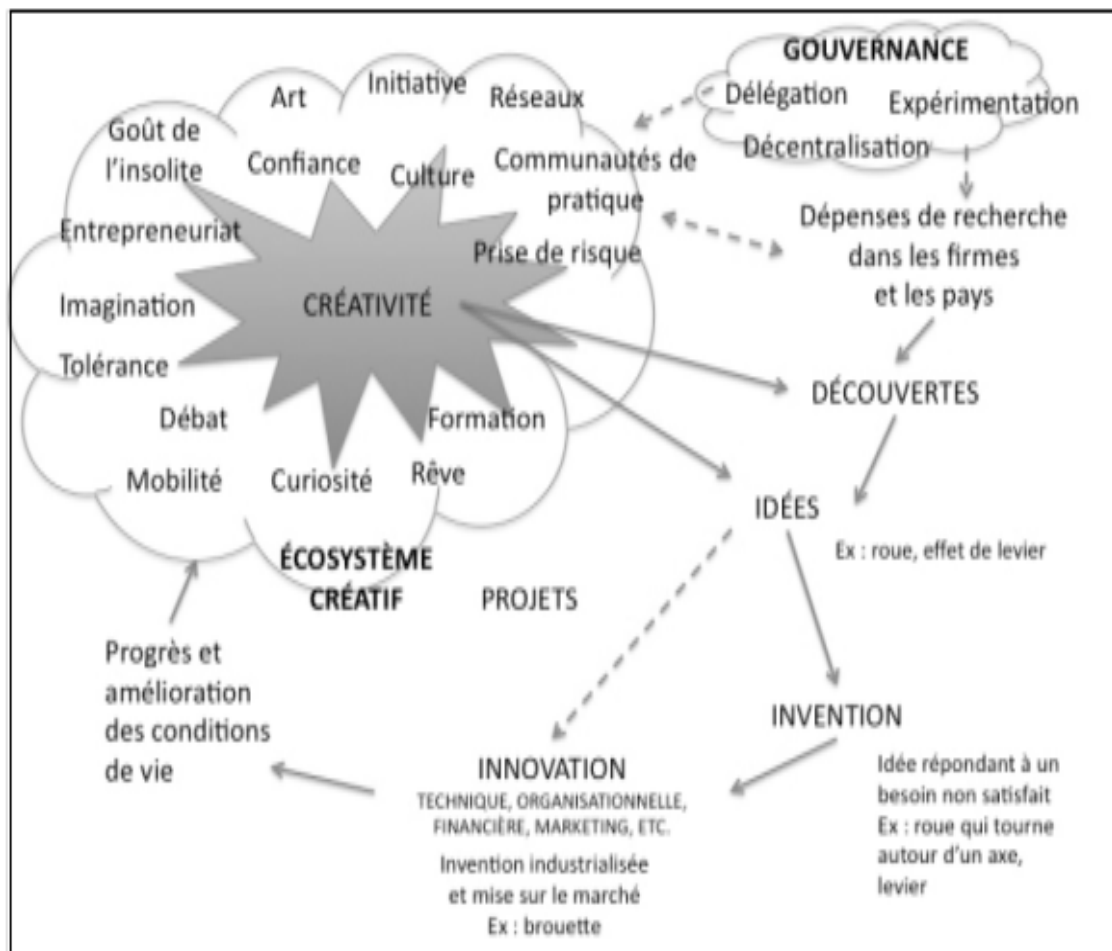 GOUVERNANCE
Délégation
Expérimentation
Décentralisation
Art
Initiative
Réseaux
Goût de
l'insolite
Confiance
Culture
Communautés de
pratique
Entrepreneuriat
Prise de risque
Imagination
CRÉATIVITÉ
Tolérance
Débat
Formation
Mobilité
Curiosité
Rêve
ÉCOSYSTÈME
CRÉATIF
PROJETS
Dépenses de recherche
dans les firmes
et les pays
DÉCOUVERTES
IDÉES
Ex : roue, effet de levier
INVENTION
Idée répondant à un
besoin non satisfait
Ex : roue qui tourne
autour d'un axe,
levier
INNOVATION
TECHNIQUE, ORGANISATIONNELLE,
FINANCIÈRE, MARKETING, ETC.
Invention industrialisée
et mise sur le marché
Ex : brouette
Progrès et
amélioration
des conditions
de vie